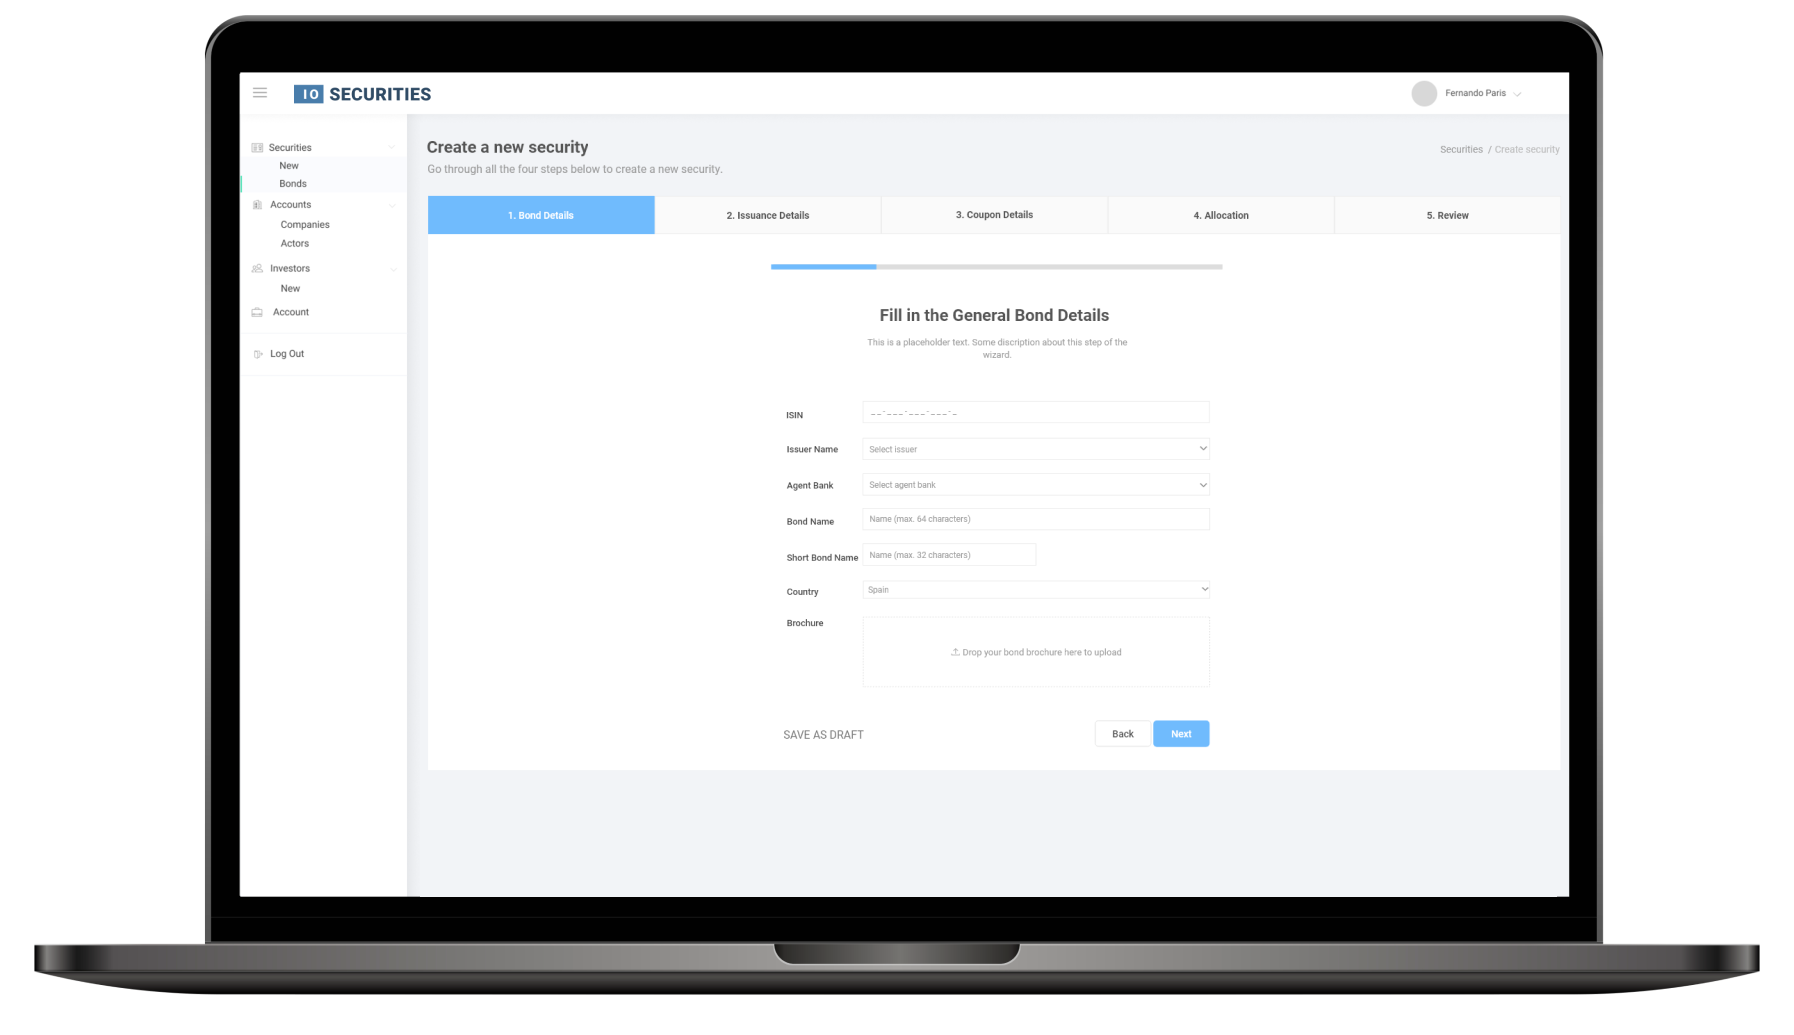 IO SECURITIES
Fernando Paris
Securities
New
Bonds
Accounts
Companies
Actors
Investors
New
Account
Log Out
Create a new security
Go through all the four steps below to create a new security.
Securities / Create security
1. Bond Details
2. Issuance Details
3. Coupon Details
4. Allocation
5. Review
Fill in the General Bond Details
This is a placeholder text. Some discription about this step of the
wizard.
ISIN
__-___-___-___-_
Issuer Name
Select issuer
Agent Bank
Select agent bank
Bond Name
Name (max. 64 characters)
Short Bond Name
Name (max. 32 characters)
Country
Spain
Brochure
Drop your bond brochure here to upload
SAVE AS DRAFT
Back
Next